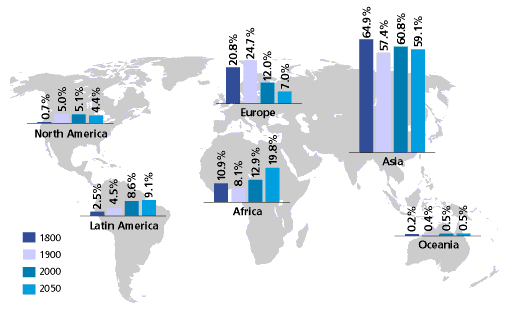 0.7% 5.0% 5.1% 4.4%
North America
20.8% 24.7% 12.0% 7.0%
Europe
64.9% 57.4% 60.8% 59.1%
Asia
2.5% 4.5% 8.6% 9.1%
Latin America
10.9% 8.1% 12.9% 19.8%
Africa
0.2% 0.4% 0.5% 0.5%
Oceania
1800
1900
2000
2050